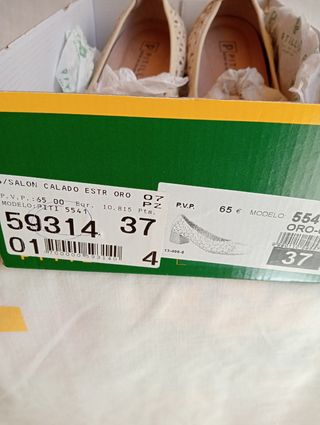 P
PITILLOS
/SALON CALADO ESTR ORO 07
P.V.P.:65.00 Eur. 10.815 Pts. PZ
MODELO:PITI 5541
59314 37
01 4
P.V.P. 65 € MODELO 554
ORO-
37